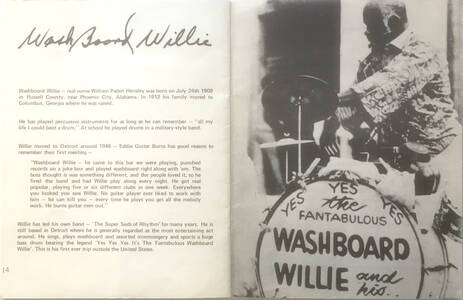 WashBoard Willie
Washboard Willie – real name William Paden Hensley was born on July 24th 1909
in Russell County, near Phoenix City, Alabama. In 1912 his family moved to
Columbus, Georgia where he was raised.
He has played percussive instruments for as long as he can remember – "all my
life I could beat a drum." At school he played drums in a military-style band.
Willie moved to Detroit around 1948 – Eddie Guitar Burns has good reason to
remember their first meeting –
"Washboard Willie – he came to this bar we were playing, punched
records on a juke-box and played washboard right along with 'em. The
boss thought it was something different, and the people loved it, so he
fired the band and had Willie play along every night. He got real
popular, playing five or six different clubs in one week. Everywhere
you looked you saw Willie. No guitar player ever liked to work with
him – he can kill you – every time he plays you get all the melody
work. He burns guitar men out."
Willie has led his own band – 'The Super Suds of Rhythm' for many years. He is
still based in Detroit where he is generally regarded as the most entertaining act
around. He sings, plays washboard and assorted ironmongery and sports a huge
bass drum bearing the legend 'Yes Yes Yes It's The Fantabulous Washboard
Willie'. This is his first ever trip outside the United States.
14
YES YES YES
the
FANTABULOUS
WASHBOARD
WILLIE and
his..